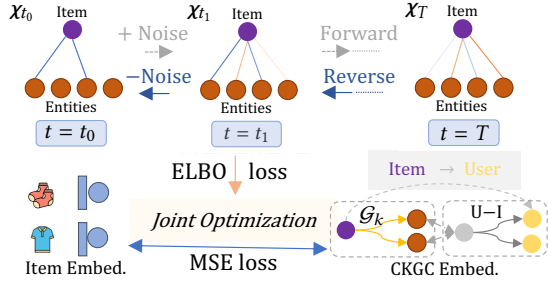 χt₀ Item + Noise χt₁ Item Forward χT Item
−Noise Reverse
Entities Entities Entities
t = t₀ t = t₁ t = T
ELBO loss Item → User
Joint Optimization 𝒢k U−I
MSE loss
Item Embed. CKGC Embed.